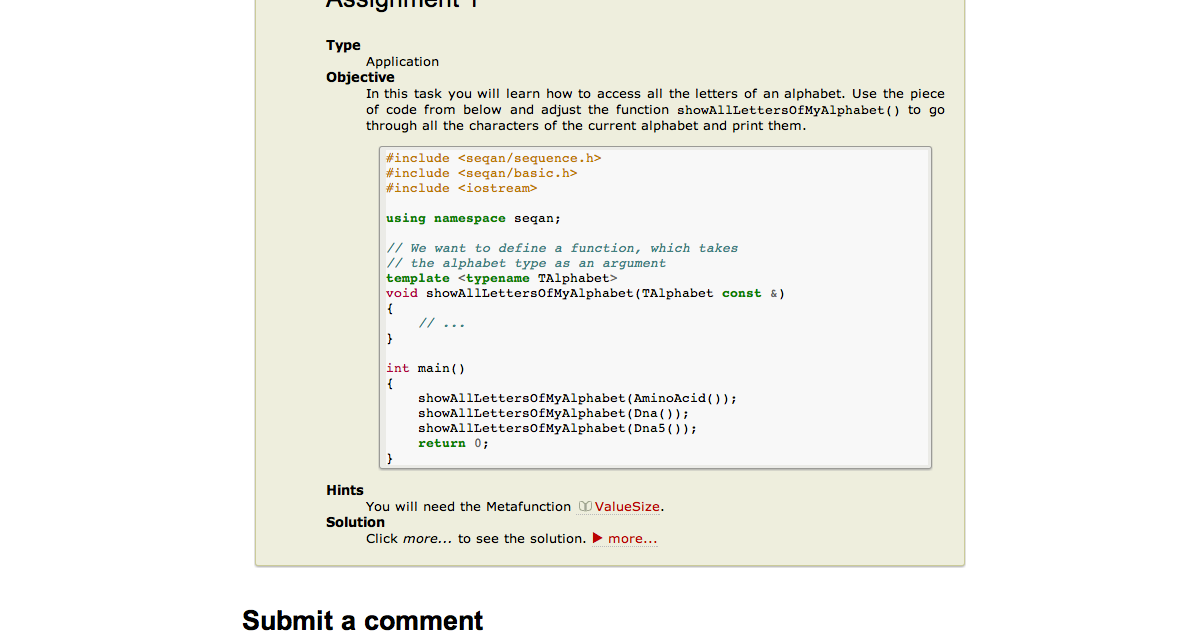 Assignment 1
Type
Application
Objective
In this task you will learn how to access all the letters of an alphabet. Use the piece
of code from below and adjust the function showAllLettersOfMyAlphabet() to go
through all the characters of the current alphabet and print them.
#include <seqan/sequence.h>
#include <seqan/basic.h>
#include <iostream>
using namespace seqan;
// We want to define a function, which takes
// the alphabet type as an argument
template <typename TAlphabet>
void showAllLettersOfMyAlphabet(TAlphabet const &)
{
// ...
}
int main()
{
showAllLettersOfMyAlphabet(AminoAcid());
showAllLettersOfMyAlphabet(Dna());
showAllLettersOfMyAlphabet(Dna5());
return 0;
}
Hints
You will need the Metafunction ValueSize.
Solution
Click more... to see the solution. ▶ more...
Submit a comment